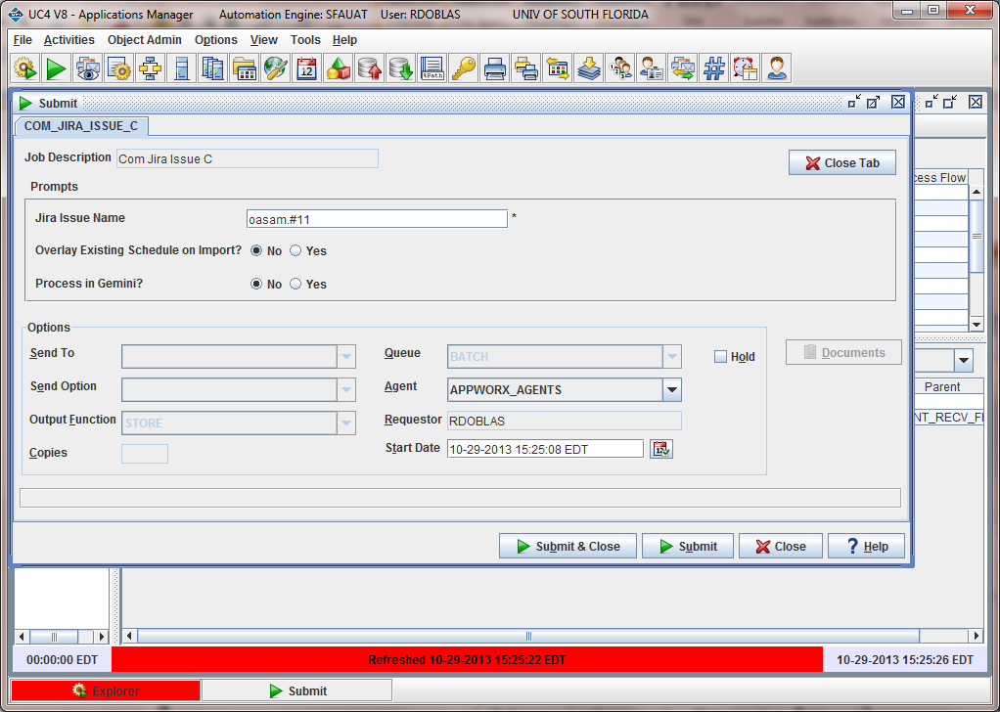 UC4 V8 - Applications Manager Automation Engine: SFAUAT User: RDOBLAS UNIV OF SOUTH FLORIDA
File Activities Object Admin Options View Tools Help
12 %Path
Submit
COM_JIRA_ISSUE_C
Job Description Com Jira Issue C Close Tab
Prompts
cess Flow
Jira Issue Name oasam.#11 *
Overlay Existing Schedule on Import? No Yes
Process in Gemini? No Yes
Options
Send To Queue BATCH Hold Documents
Send Option Agent APPWORX_AGENTS Parent
Output Function STORE Requestor RDOBLAS NT_RECV_FI
Copies Start Date 10-29-2013 15:25:08 EDT
Submit & Close Submit Close Help
00:00:00 EDT Refreshed 10-29-2013 15:25:22 EDT 10-29-2013 15:25:26 EDT
Explorer Submit